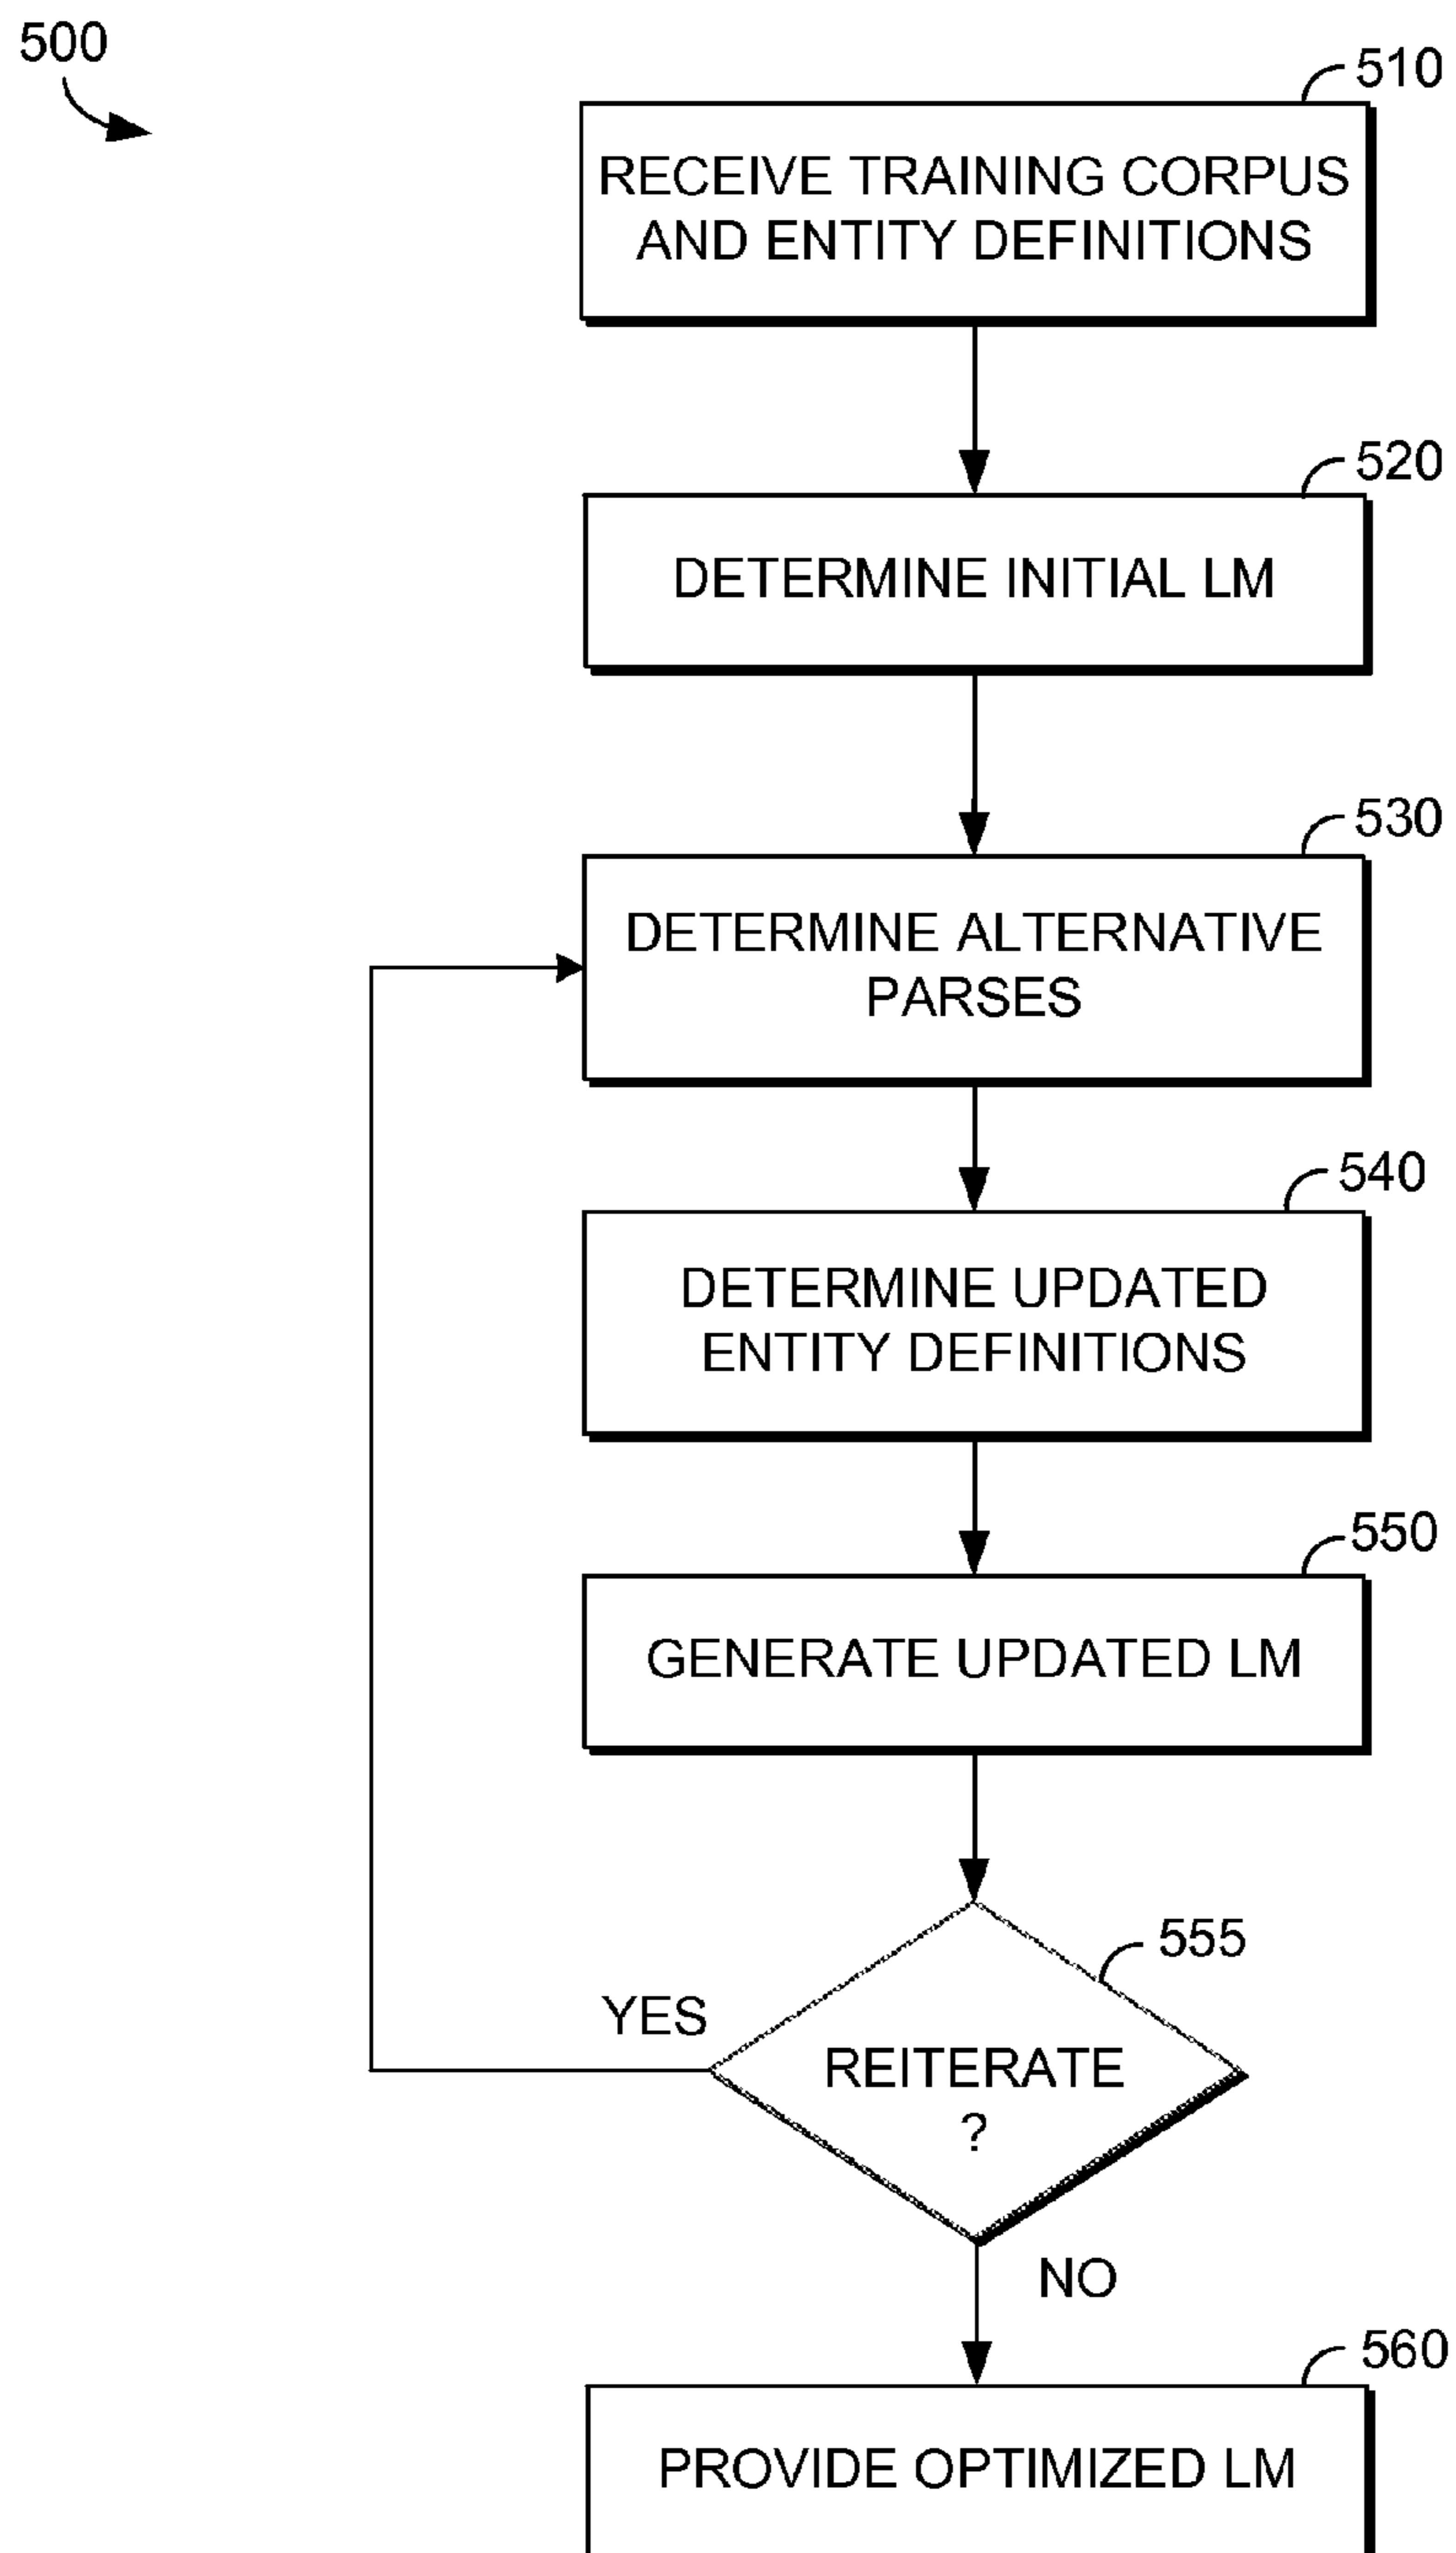 500
510
RECEIVE TRAINING CORPUS
AND ENTITY DEFINITIONS
520
DETERMINE INITIAL LM
530
DETERMINE ALTERNATIVE
PARSES
540
DETERMINE UPDATED
ENTITY DEFINITIONS
550
GENERATE UPDATED LM
555
YES
REITERATE
?
NO
560
PROVIDE OPTIMIZED LM